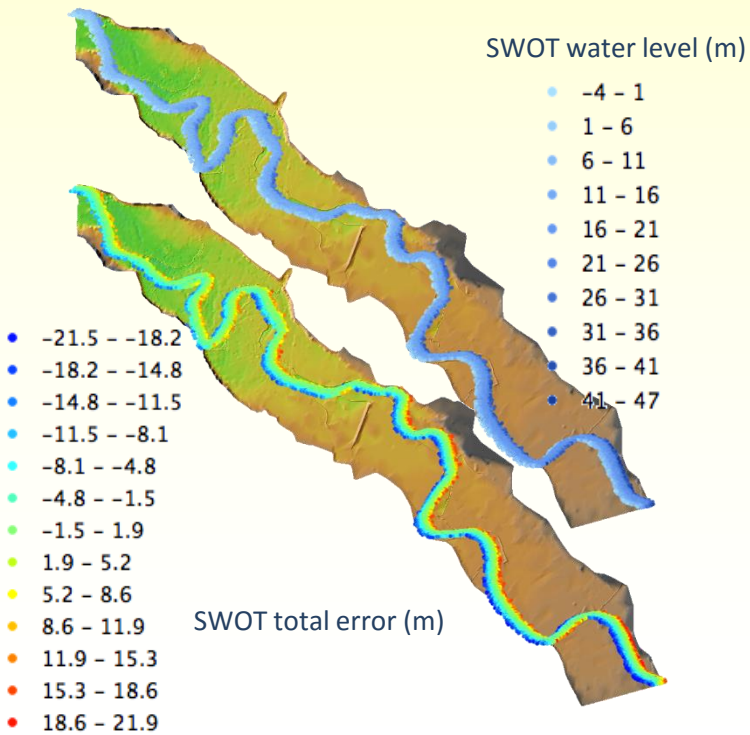 SWOT water level (m)
−4 – 1
1 – 6
6 – 11
11 – 16
16 – 21
21 – 26
26 – 31
31 – 36
36 – 41
41 – 47
−21.5 – −18.2
−18.2 – −14.8
−14.8 – −11.5
−11.5 – −8.1
−8.1 – −4.8
−4.8 – −1.5
−1.5 – 1.9
1.9 – 5.2
5.2 – 8.6
8.6 – 11.9
11.9 – 15.3
15.3 – 18.6
18.6 – 21.9
SWOT total error (m)